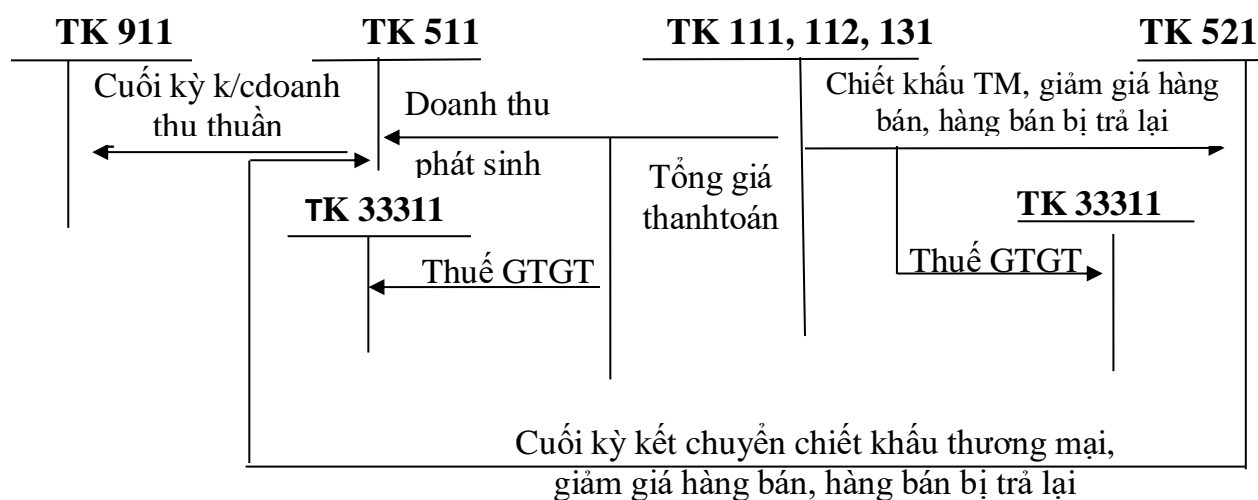 TK 911
TK 511
TK 111, 112, 131
TK 521
Cuối kỳ k/cdoanh
thu thuần
Doanh thu
phát sinh
Tổng giá
thanhtoán
Chiết khấu TM, giảm giá hàng
bán, hàng bán bị trả lại
TK 33311
TK 33311
Thuế GTGT
Thuế GTGT
Cuối kỳ kết chuyển chiết khấu thương mại,
giảm giá hàng bán, hàng bán bị trả lại